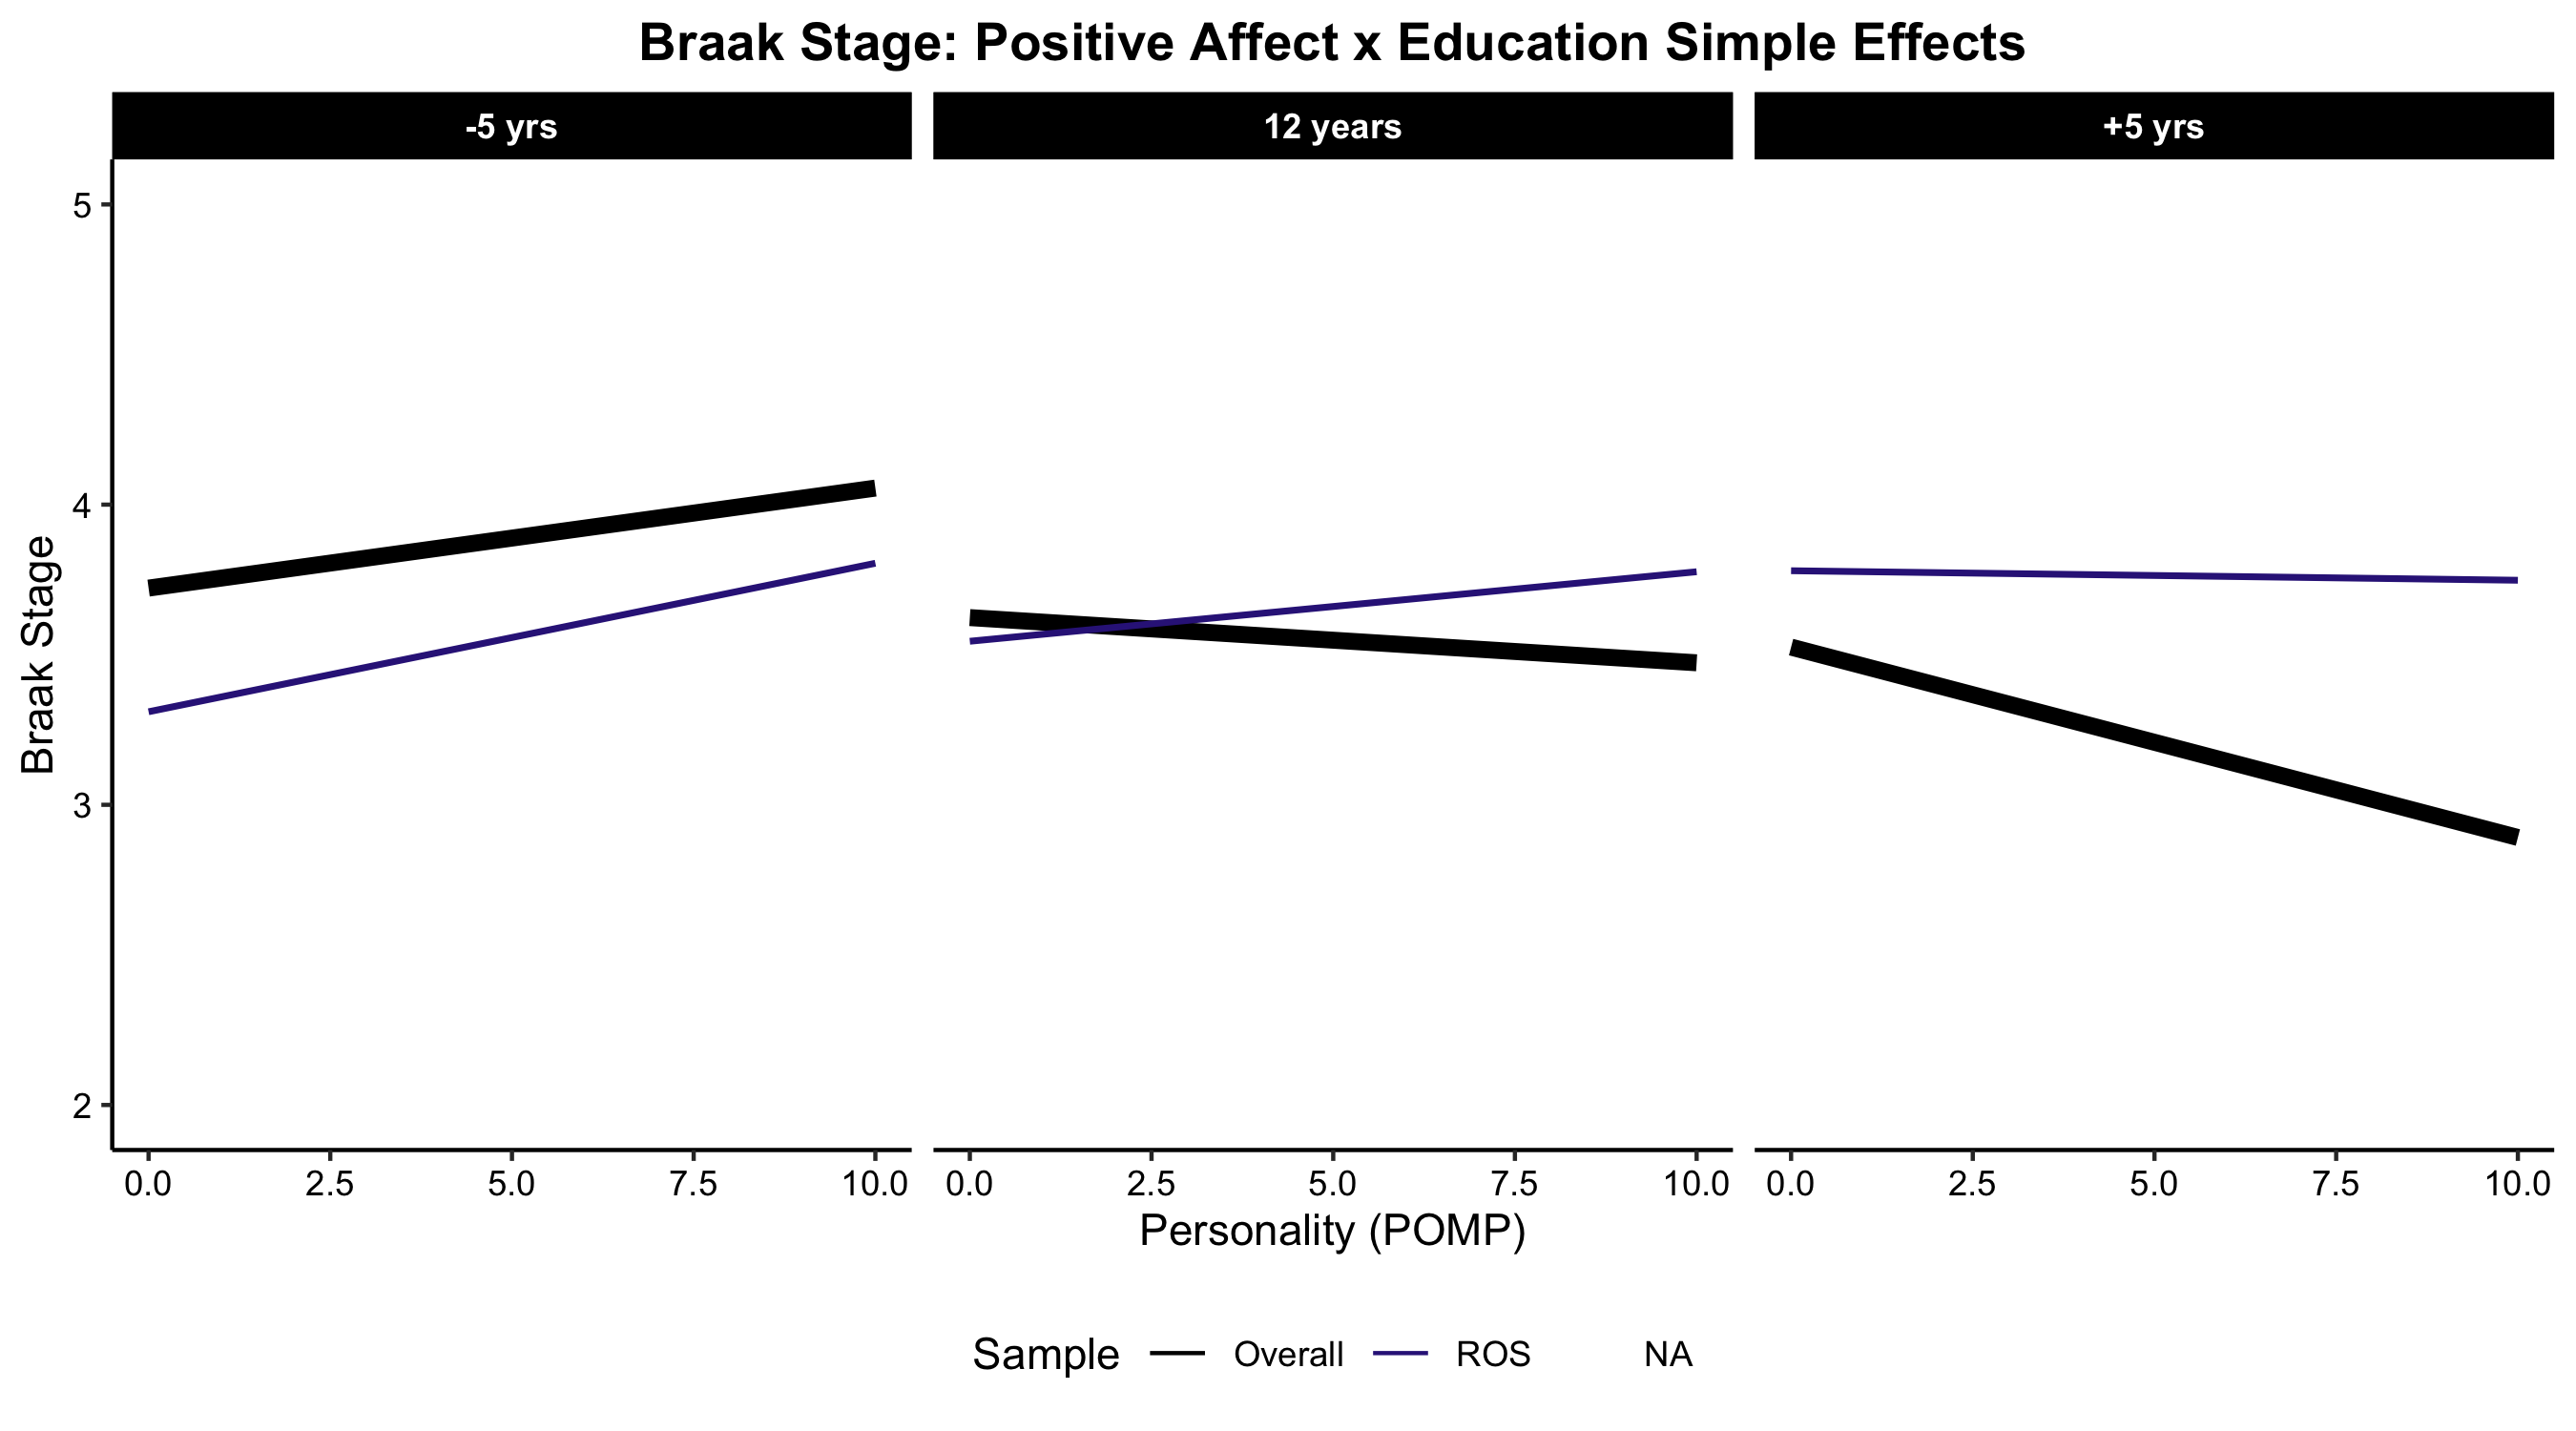 Braak Stage: Positive Affect x Education Simple Effects
-5 yrs
12 years
+5 yrs
Braak Stage
5
4
3
2
0.0 2.5 5.0 7.5 10.0
0.0 2.5 5.0 7.5 10.0
0.0 2.5 5.0 7.5 10.0
Personality (POMP)
Sample Overall ROS NA